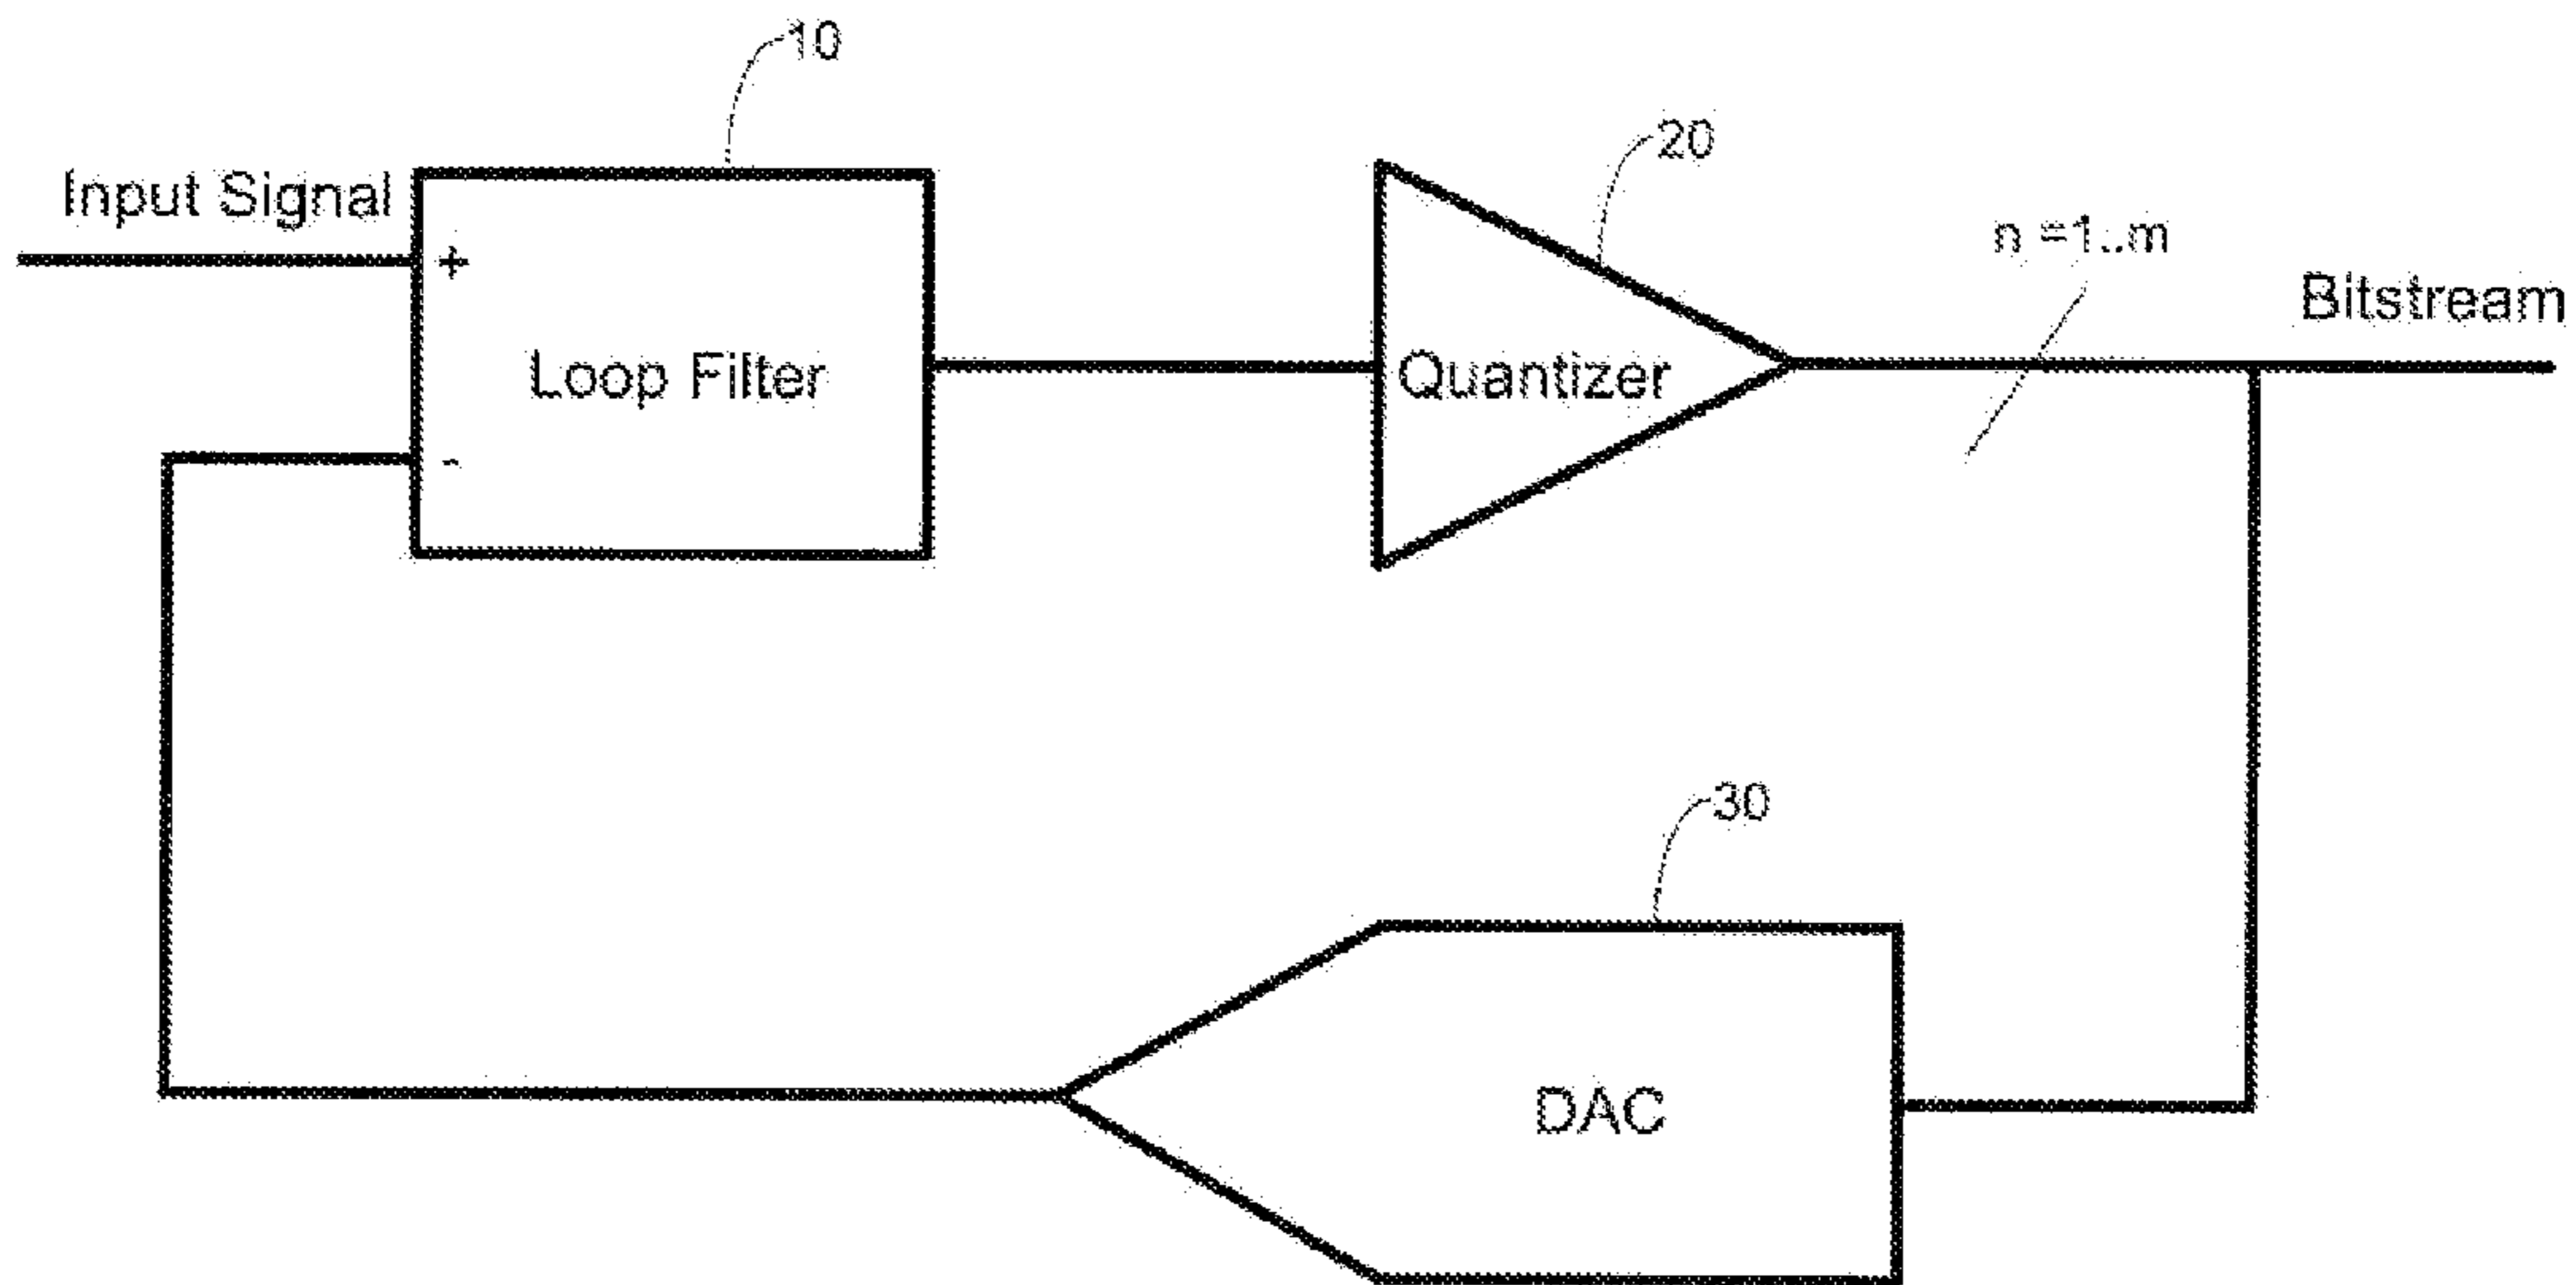 10
20
Input Signal
n =1..m
+
Bitstream
Loop Filter
Quantizer
-
30
DAC